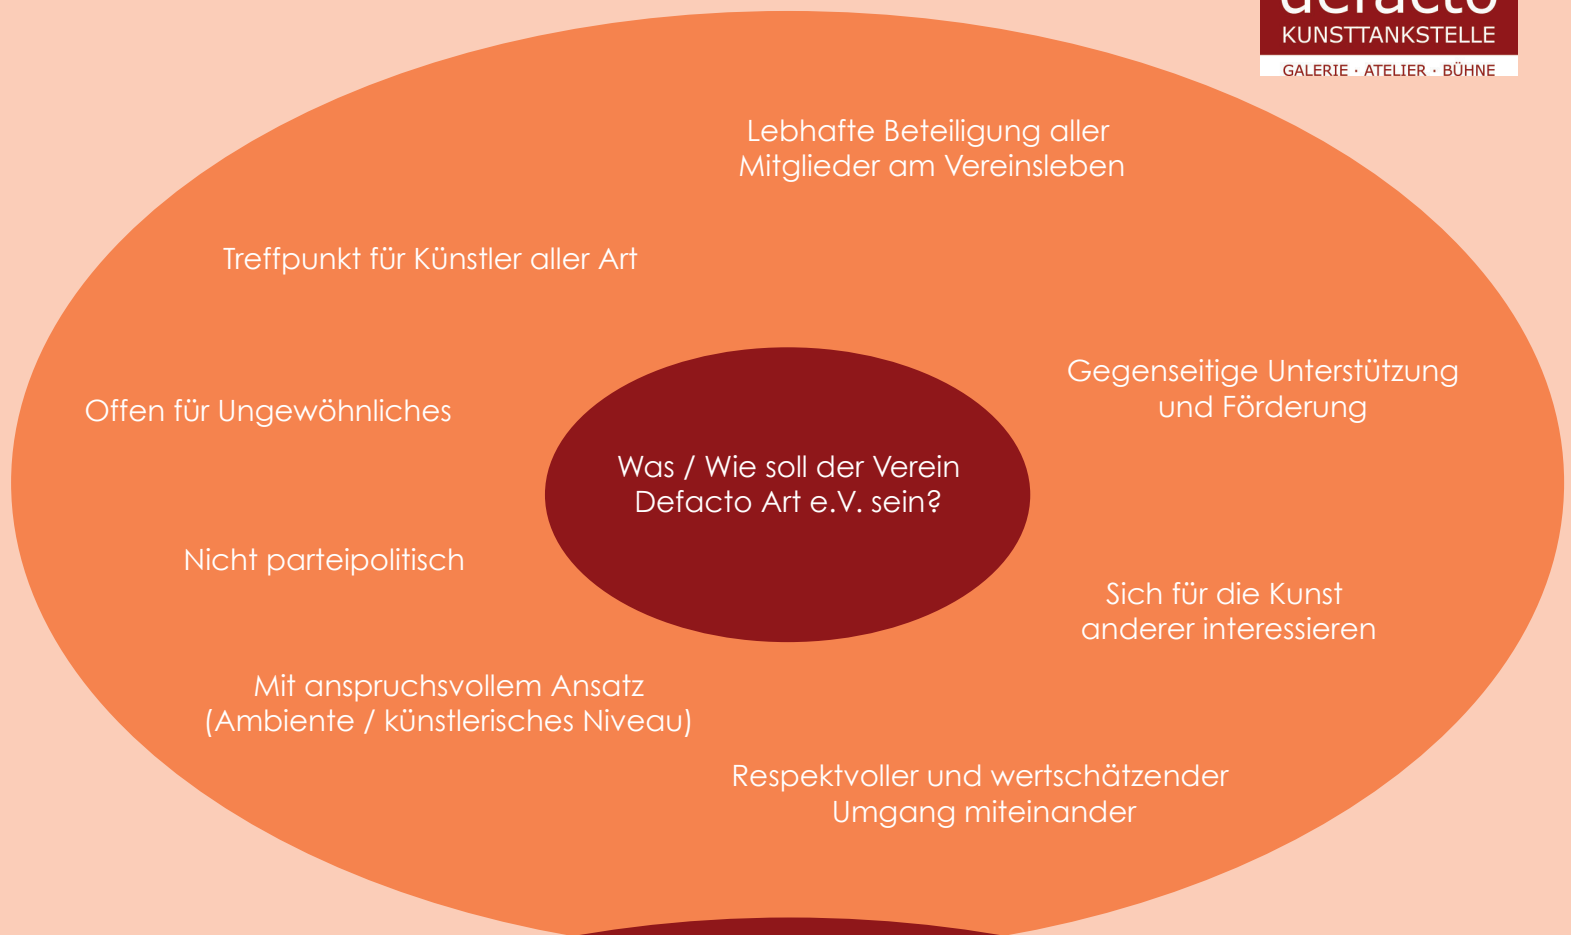 defacto
KUNSTTANKSTELLE
GALERIE · ATELIER · BÜHNE
Lebhafte Beteiligung aller
Mitglieder am Vereinsleben
Treffpunkt für Künstler aller Art
Gegenseitige Unterstützung
und Förderung
Offen für Ungewöhnliches
Was / Wie soll der Verein
Defacto Art e.V. sein?
Nicht parteipolitisch
Sich für die Kunst
anderer interessieren
Mit anspruchsvollem Ansatz
(Ambiente / künstlerisches Niveau)
Respektvoller und wertschätzender
Umgang miteinander